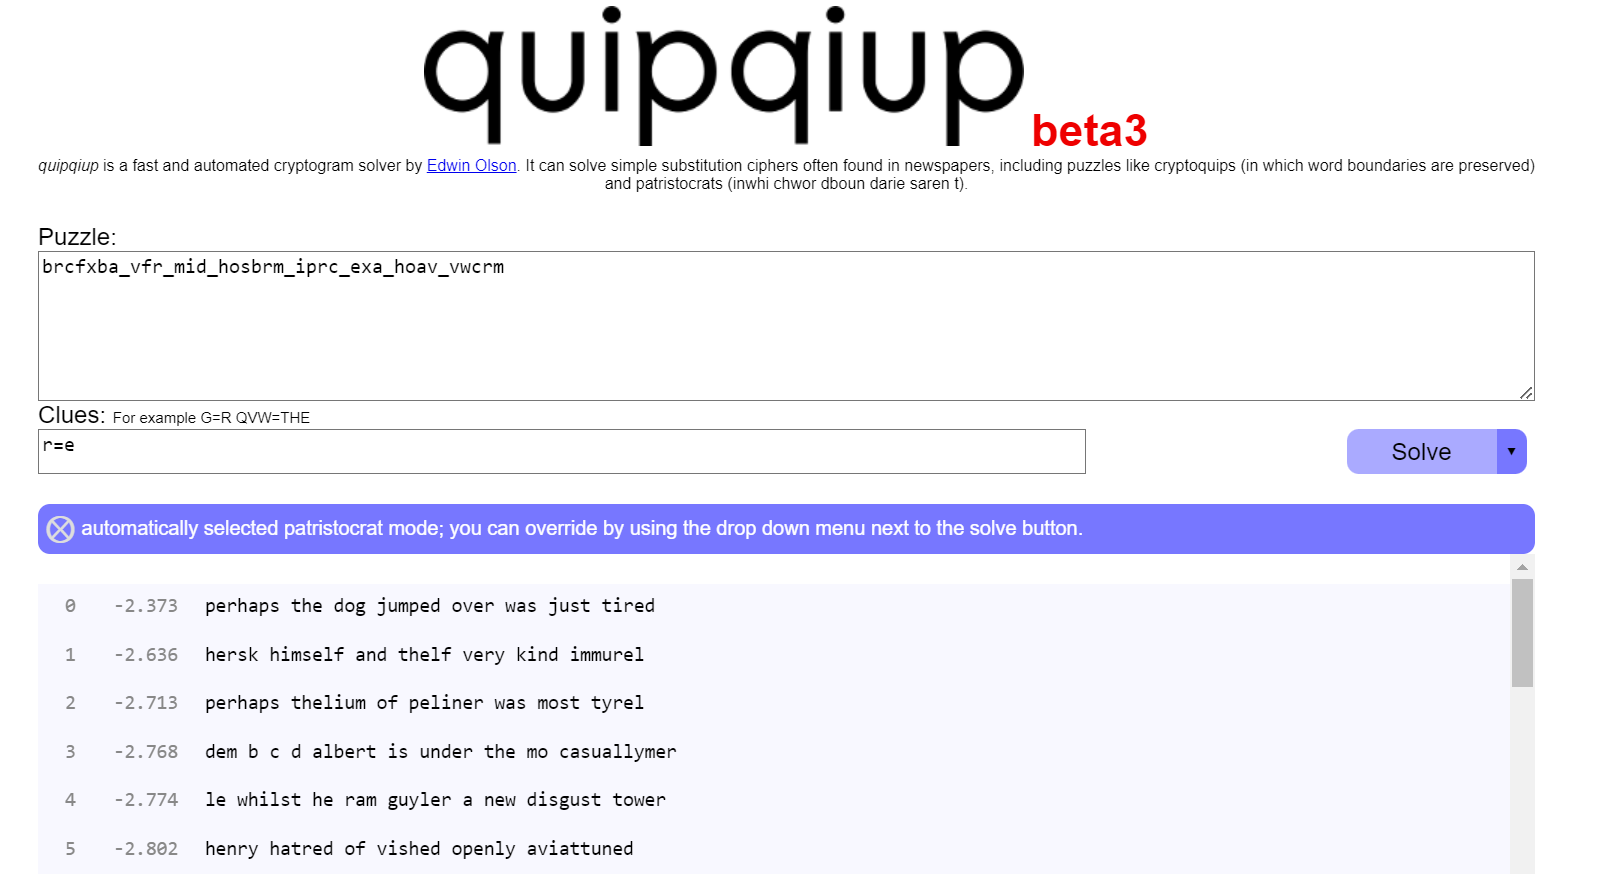 quipqiup beta3
quipqiup is a fast and automated cryptogram solver by Edwin Olson. It can solve simple substitution ciphers often found in newspapers, including puzzles like cryptoquips (in which word boundaries are preserved)
and patristocrats (inwhi chwor dboun darie saren t).
Puzzle:
brcfxba_vfr_mid_hosbrm_iprc_exa_hoav_vwcrm
Clues: For example G=R QVW=THE
r=e
Solve ▼
automatically selected patristocrat mode; you can override by using the drop down menu next to the solve button.
0 -2.373 perhaps the dog jumped over was just tired
1 -2.636 hersk himself and thelf very kind immurel
2 -2.713 perhaps thelium of peliner was most tyrel
3 -2.768 dem b c d albert is under the mo casuallymer
4 -2.774 le whilst he ram guyler a new disgust tower
5 -2.802 henry hatred of vished openly aviattuned